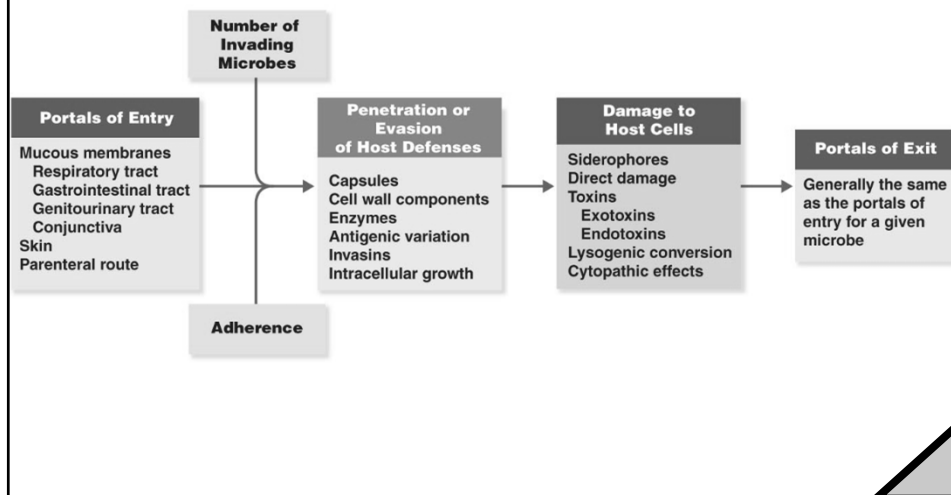 Number of
Invading
Microbes
Portals of Entry
Mucous membranes
Respiratory tract
Gastrointestinal tract
Genitourinary tract
Conjunctiva
Skin
Parenteral route
Adherence
Penetration or
Evasion
of Host Defenses
Capsules
Cell wall components
Enzymes
Antigenic variation
Invasins
Intracellular growth
Damage to
Host Cells
Siderophores
Direct damage
Toxins
Exotoxins
Endotoxins
Lysogenic conversion
Cytopathic effects
Portals of Exit
Generally the same
as the portals of
entry for a given
microbe